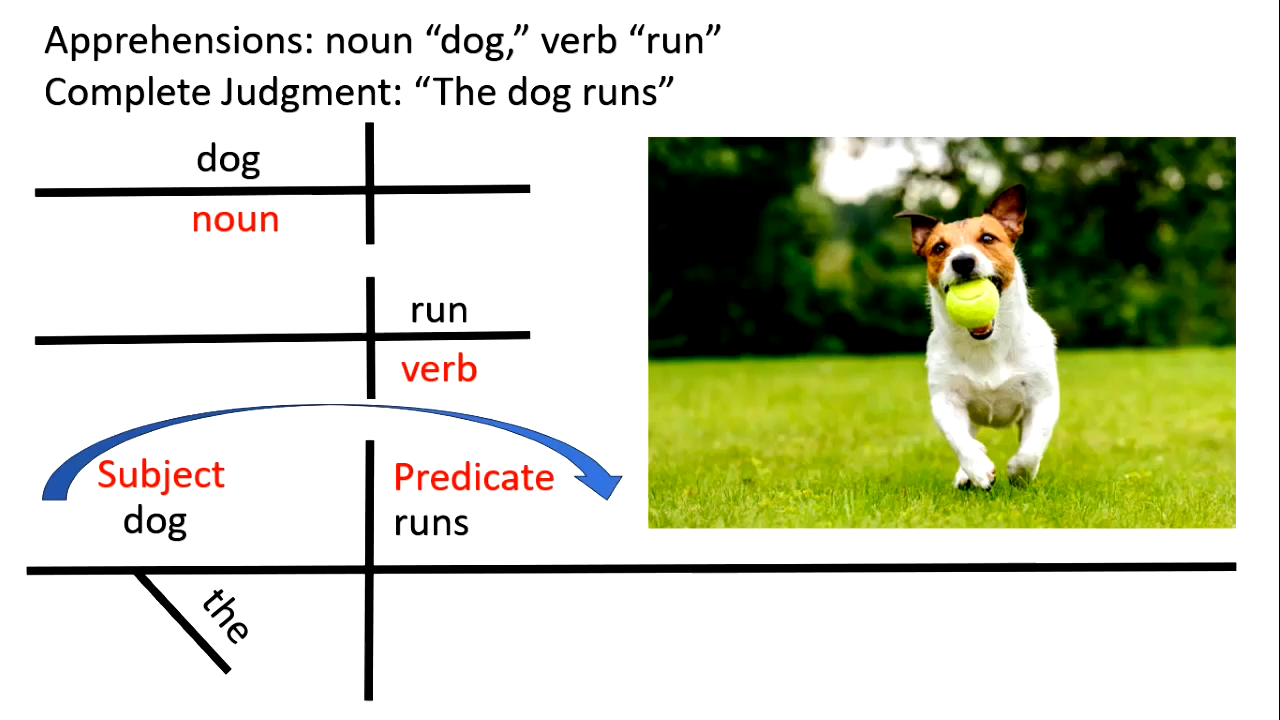 Apprehensions: noun “dog,” verb “run”
Complete Judgment: “The dog runs”
dog
noun
run
verb
Subject
dog
Predicate
runs
the